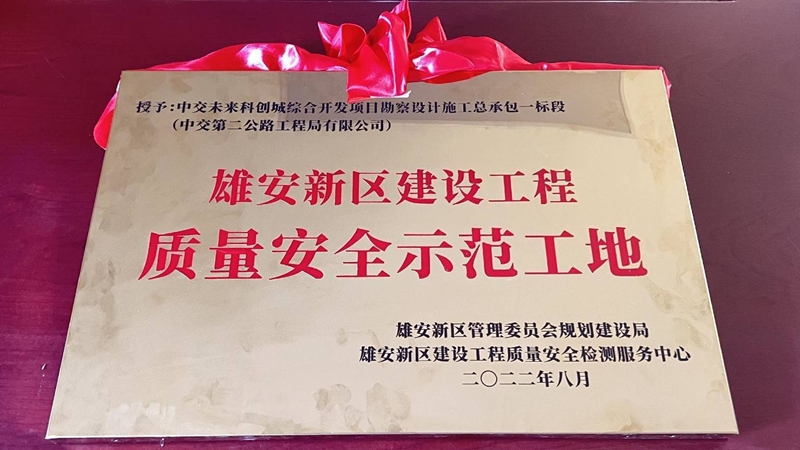 授予:中交未来科创城综合开发项目勘察设计施工总承包一标段
(中交第二公路工程局有限公司)
雄安新区建设工程
质量安全示范工地
雄安新区管理委员会规划建设局
雄安新区建设工程质量安全检测服务中心
二〇二二年八月